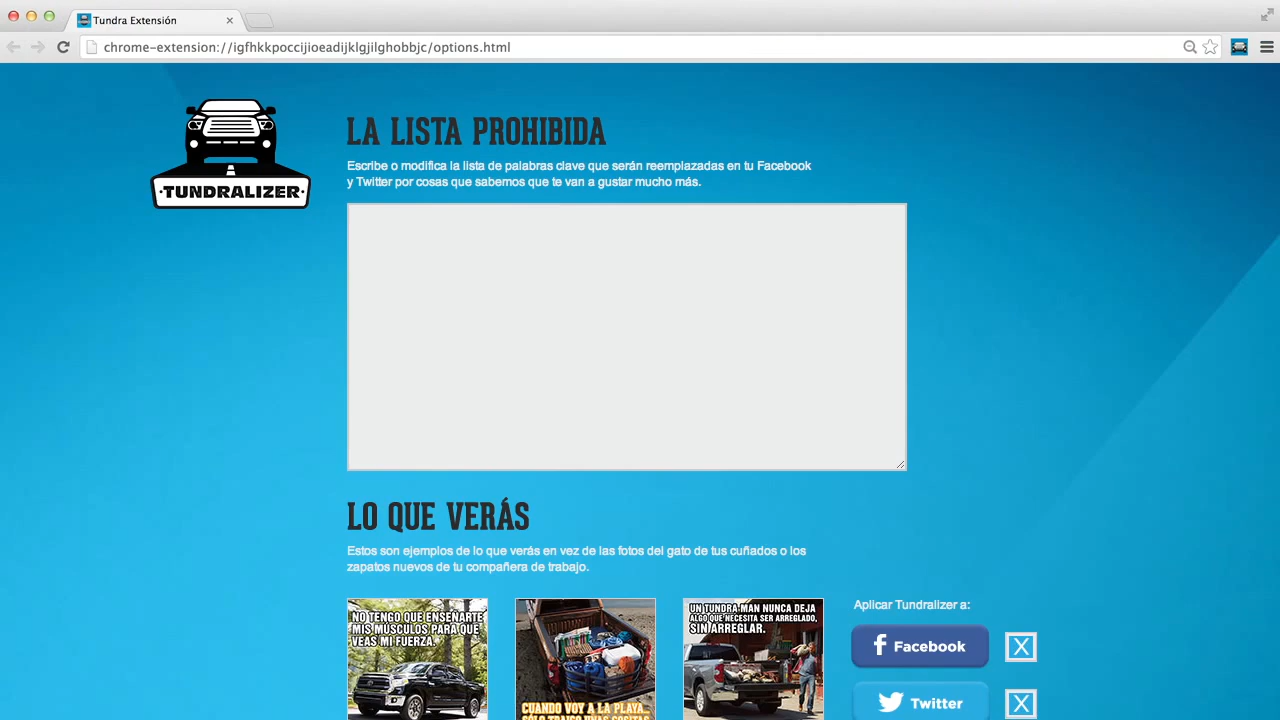 Tundra Extensión
chrome-extension://igfhkkpoccijioeadijklgjilghobbjc/options.html
LA LISTA PROHIBIDA
Escribe o modifica la lista de palabras clave que serán reemplazadas en tu Facebook
y Twitter por cosas que sabemos que te van a gustar mucho más.
·TUNDRALIZER·
LO QUE VERÁS
Estos son ejemplos de lo que verás en vez de las fotos del gato de tus cuñados o los
zapatos nuevos de tu compañera de trabajo.
NO TENGO QUE ENSEÑARTE
MIS MÚSCULOS PARA QUE
VEAS MI FUERZA.
CUANDO VOY A LA PLAYA...
SÓLO TRAIGO UNAS COSITAS
UN TUNDRA MAN NUNCA DEJA
ALGO QUE NECESITA SER ARREGLADO,
SIN ARREGLAR.
Aplicar Tundralizer a:
Facebook
X
Twitter
X